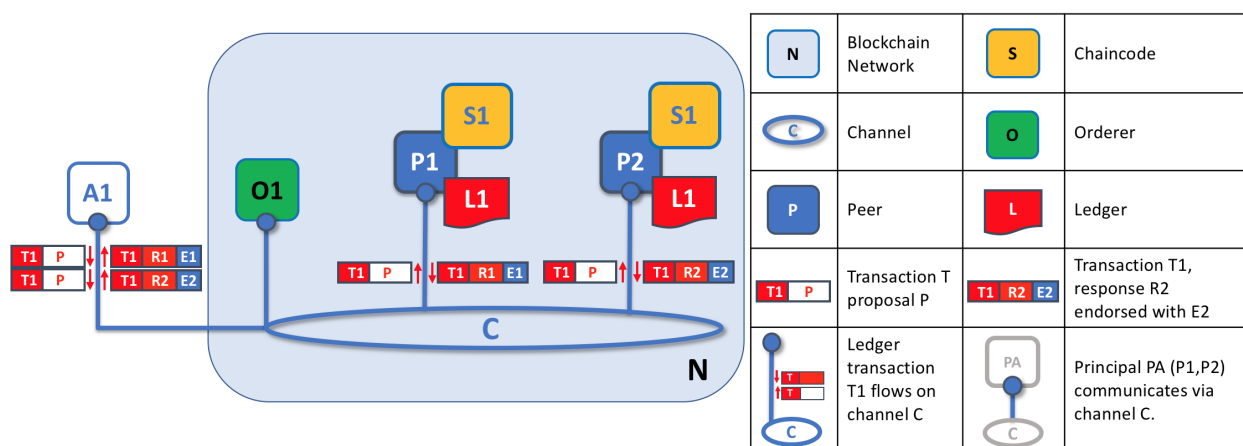 S1
S1
P1
P2
A1
O1
L1
L1
T1 P
T1 R1 E1
T1 P
T1 R2 E2
T1 P
T1 R1 E1
T1 P
T1 R2 E2
C
N
N
Blockchain
Network
S
Chaincode
C
Channel
O
Orderer
P
Peer
L
Ledger
T1 P
Transaction T
proposal P
T1 R2 E2
Transaction T1,
response R2
endorsed with E2
T
T
C
Ledger
transaction
T1 flows on
channel C
PA
C
Principal PA (P1,P2)
communicates via
channel C.